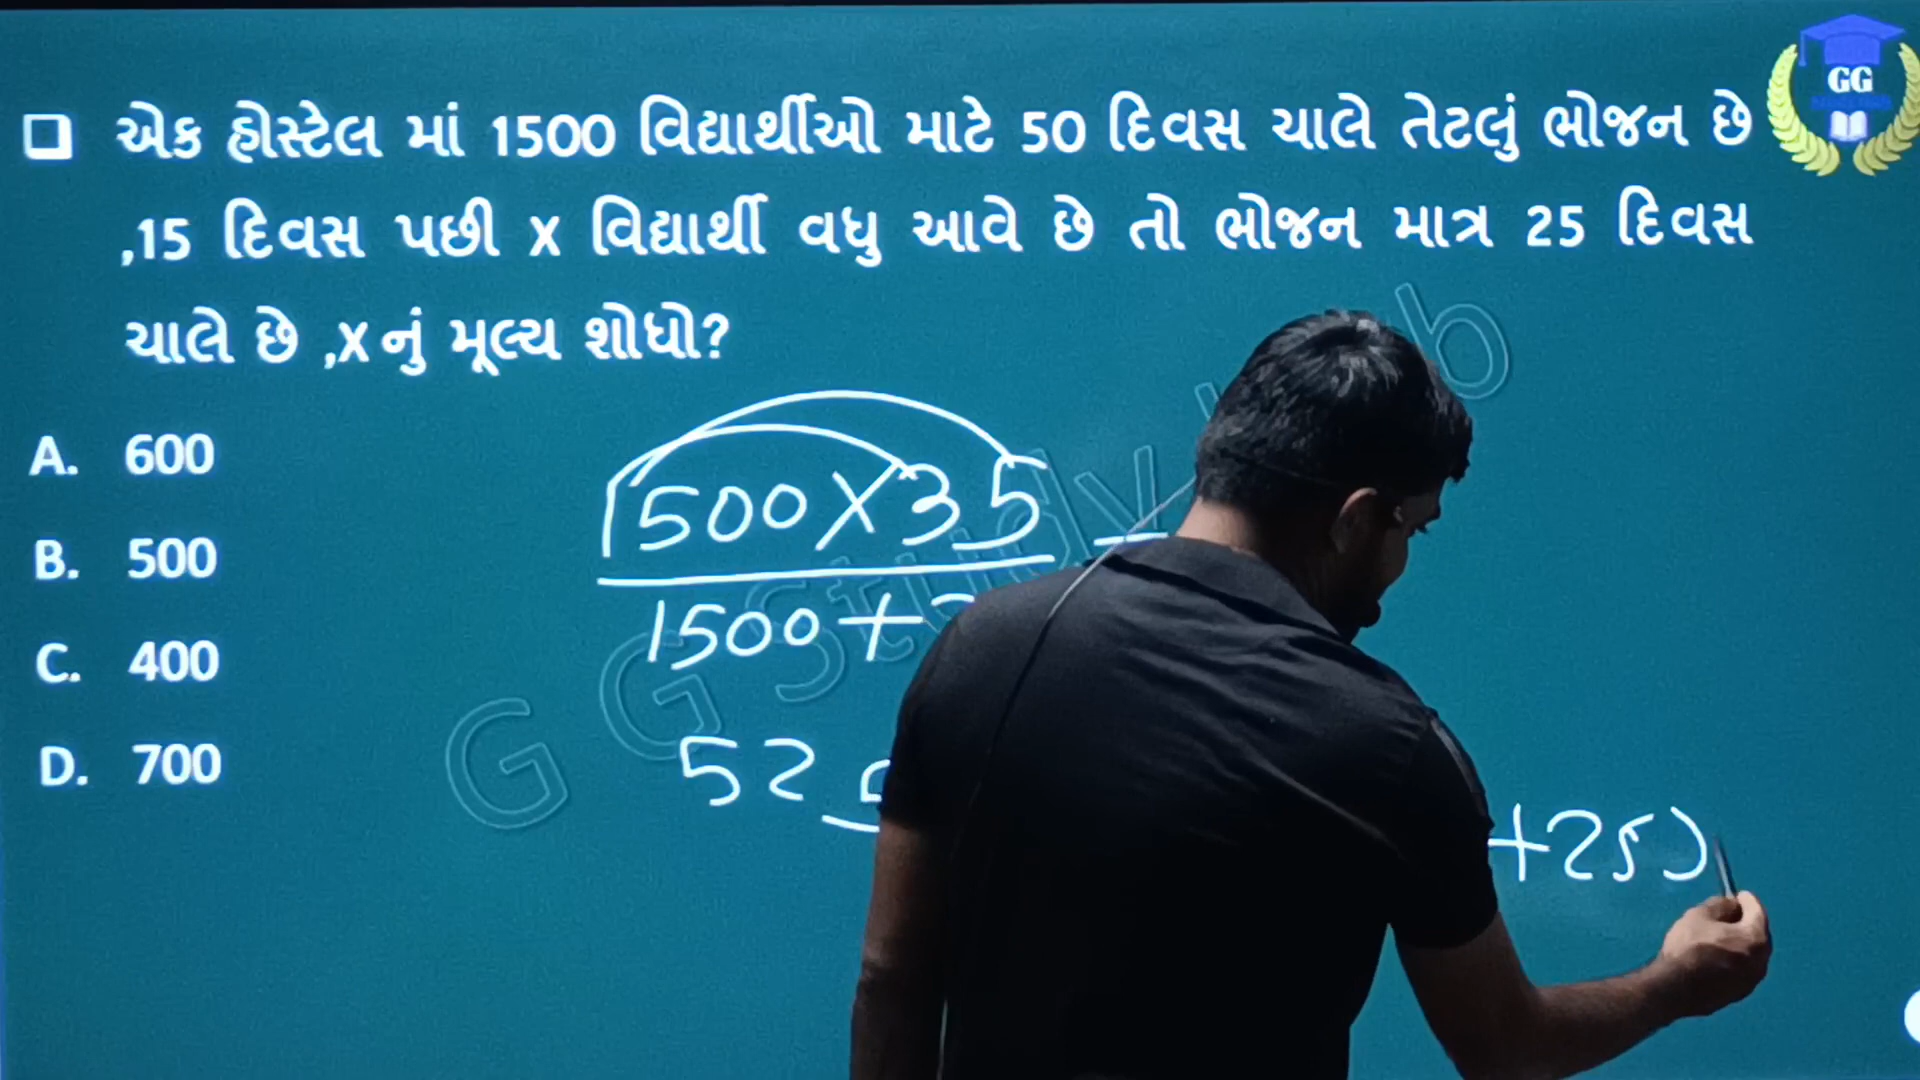 GG
❑ એક હોસ્ટેલ માં 1500 વિદ્યાર્થીઓ માટે 50 દિવસ ચાલે તેટલું ભોજન છે
,15 દિવસ પછી x વિદ્યાર્થી વધુ આવે છે તો ભોજન માત્ર 25 દિવસ
ચાલે છે ,x નું મૂલ્ય શોધો?
A. 600
B. 500
C. 400
D. 700
1500 X 35
1500 +
52
+25
G G Study